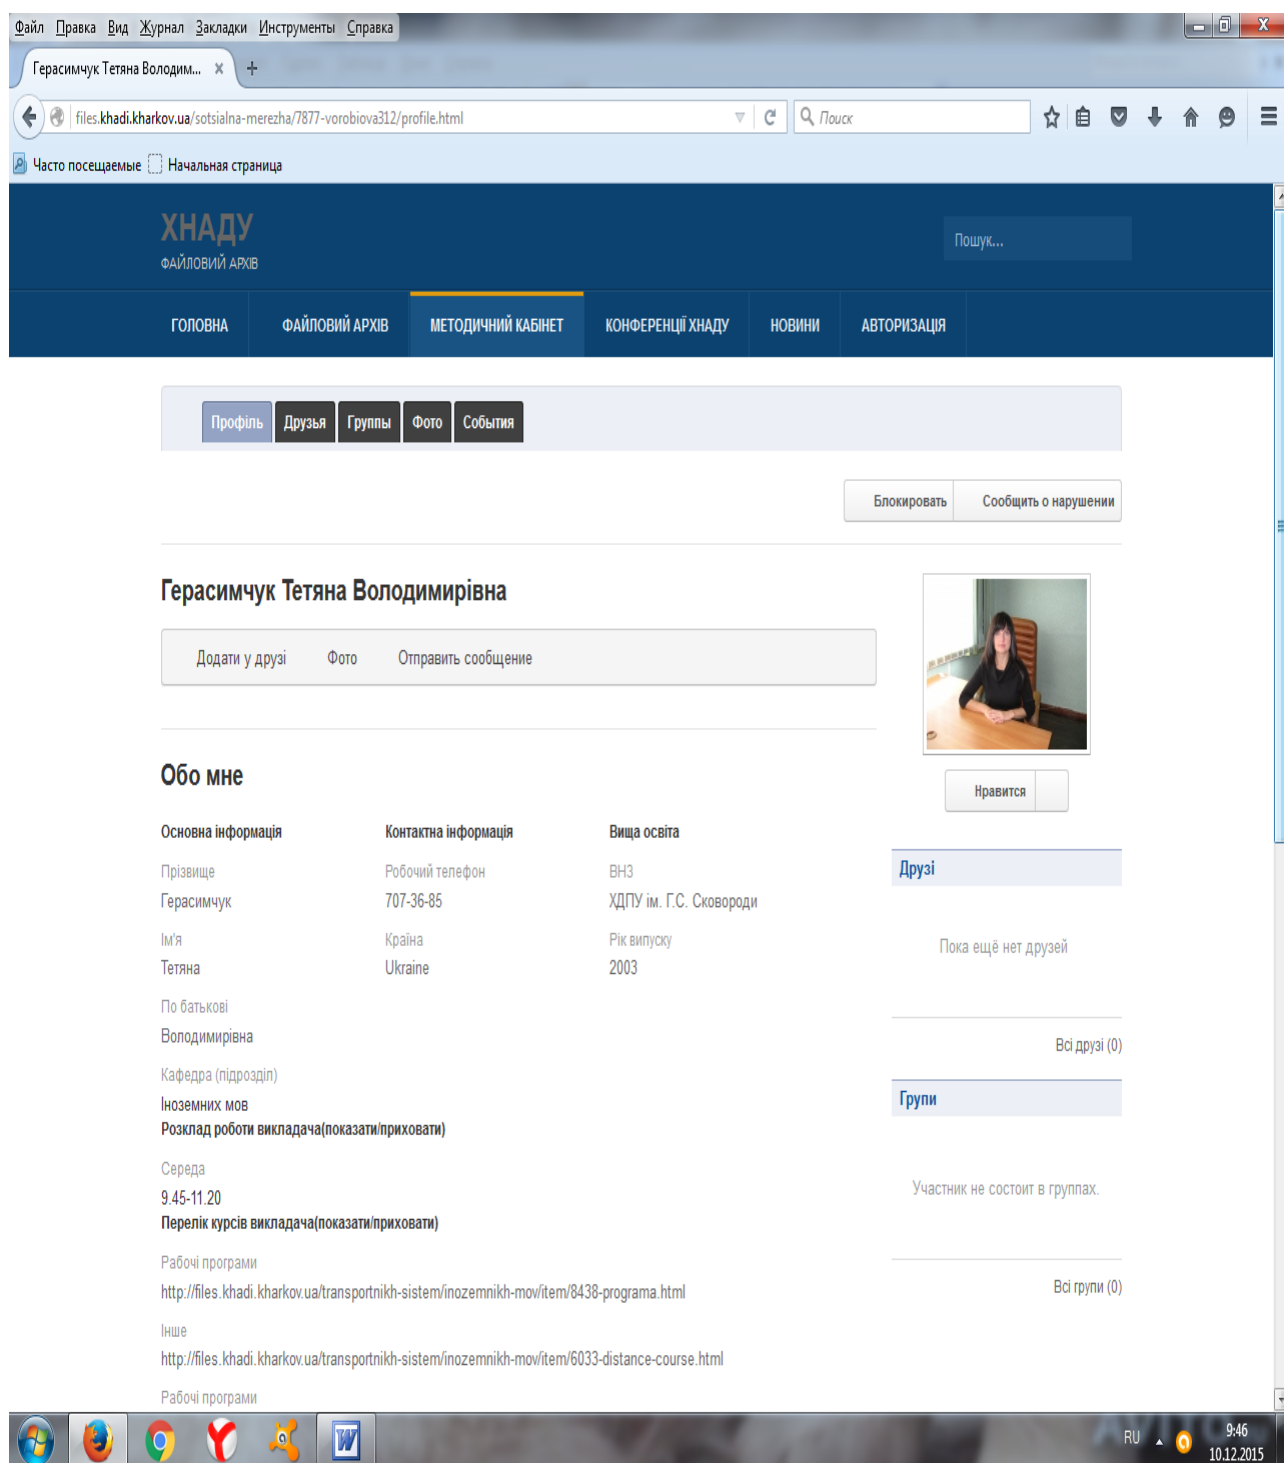 Файл Правка Вид Журнал Закладки Инструменты Справка
Герасимчук Тетяна Володим... × +
files.khadi.kharkov.ua/sotsialna-merezha/7877-vorobiova312/profile.html Поиск
Часто посещаемые Начальная страница
ХНАДУ
ФАЙЛОВИЙ АРХІВ
Пошук...
ГОЛОВНА ФАЙЛОВИЙ АРХІВ МЕТОДИЧНИЙ КАБІНЕТ КОНФЕРЕНЦІЇ ХНАДУ НОВИНИ АВТОРИЗАЦІЯ
Профіль Друзья Группы Фото События
Блокировать Сообщить о нарушении
Герасимчук Тетяна Володимирівна
Додати у друзі Фото Отправить сообщение
Обо мне
Нравится
Основна інформація Контактна інформація Вища освіта
Прізвище Робочий телефон ВНЗ
Герасимчук 707-36-85 ХДПУ ім. Г.С. Сковороди
Ім'я Країна Рік випуску
Тетяна Ukraine 2003
По батькові
Володимирівна
Кафедра (підрозділ)
Іноземних мов
Розклад роботи викладача(показати/приховати)
Середа
9.45-11.20
Перелік курсів викладача(показати/приховати)
Рабочі програми
http://files.khadi.kharkov.ua/transportnikh-sistem/inozemnikh-mov/item/8438-programa.html
Інше
http://files.khadi.kharkov.ua/transportnikh-sistem/inozemnikh-mov/item/6033-distance-course.html
Рабочі програми
Друзі
Пока ещё нет друзей
Всі друзі (0)
Групи
Участник не состоит в группах.
Всі групи (0)
RU 9:46
10.12.2015